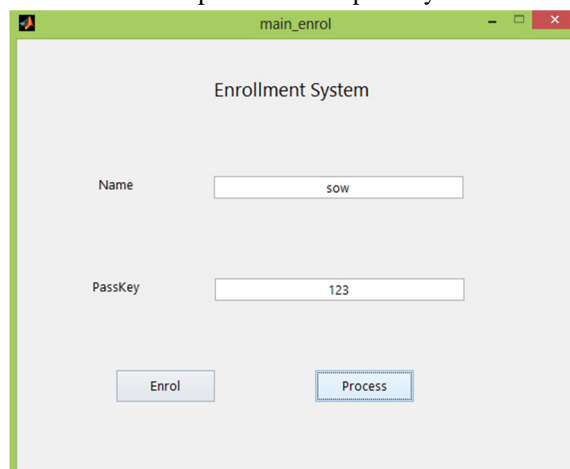 main_enrol
Enrollment System
Name sow
PassKey 123
Enrol Process